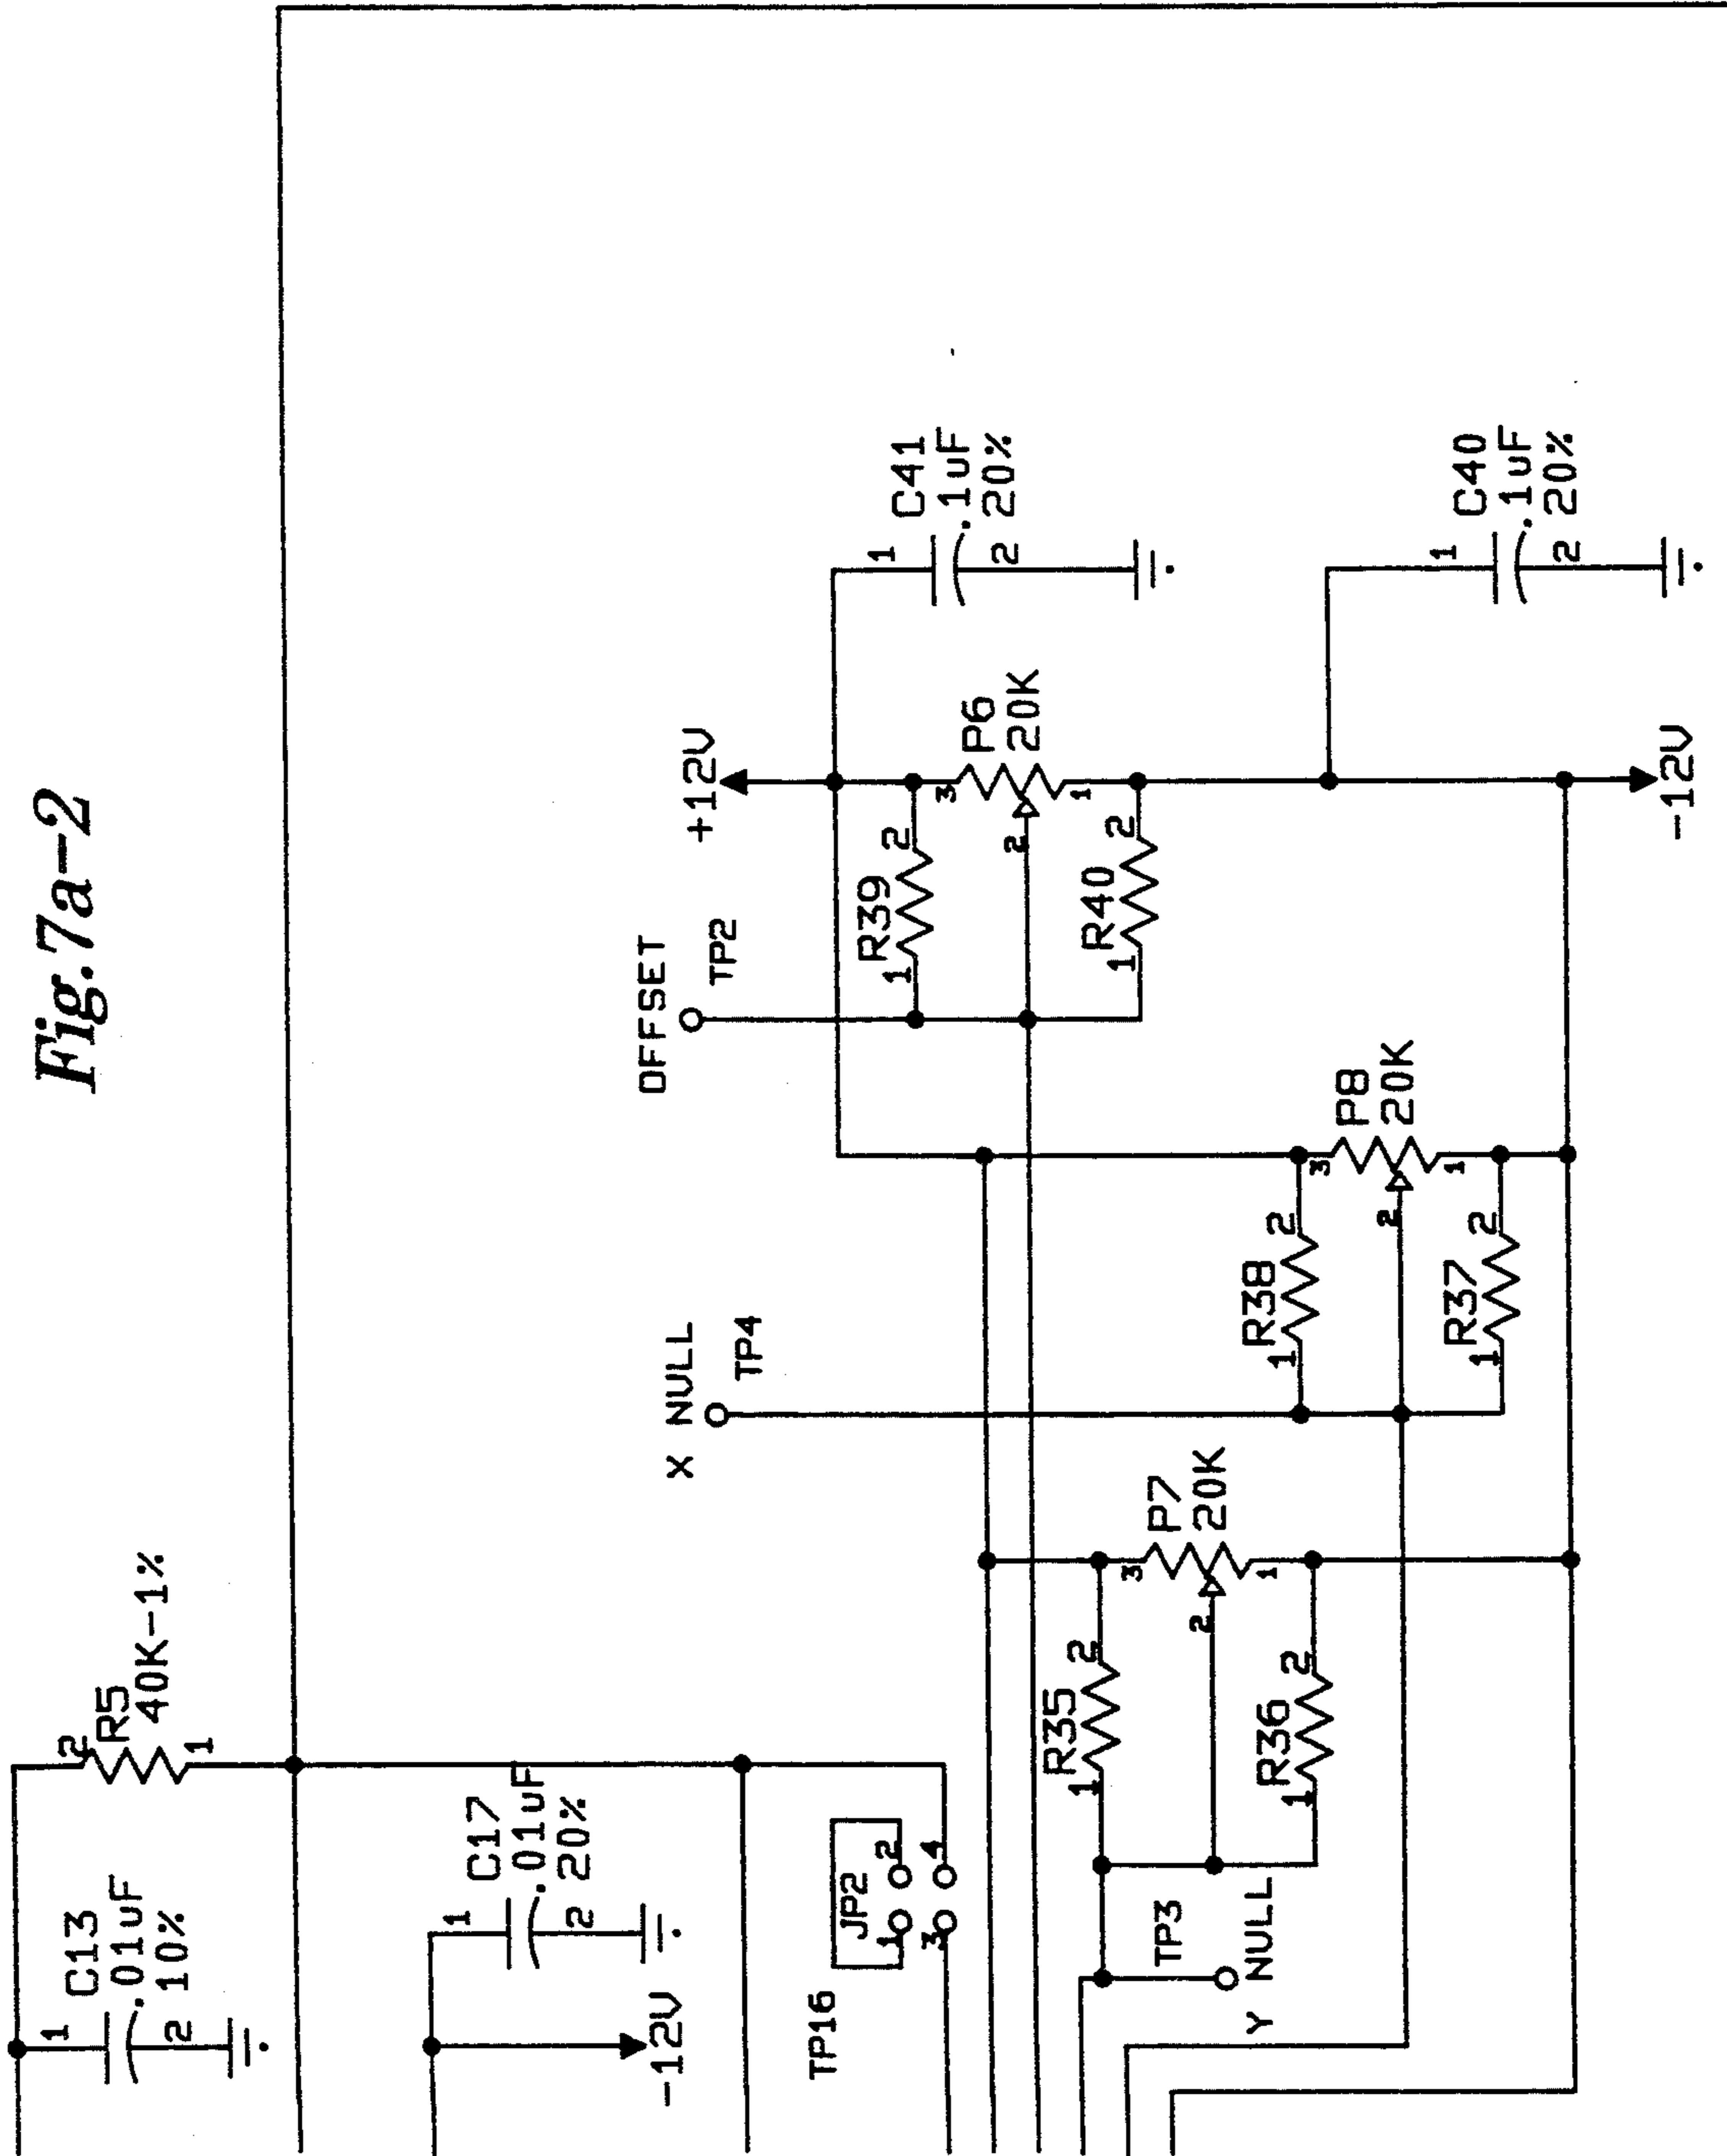 Fig.7a-2
C13
.01uF
10%
1
2
R5
40K-1%
2
1
C17
.01uF
20%
1
2
-12V
TP16
JP2
1
2
3
4
OFFSET
TP2
+12V
R39
1
2
P6
20K
3
2
1
R40
1
2
C41
.1uF
20%
1
2
C40
.1uF
20%
1
2
-12V
X NULL
TP4
R38
1
2
P8
20K
3
2
1
R37
1
2
R35
1
2
P7
20K
3
2
1
R36
1
2
TP3
Y NULL